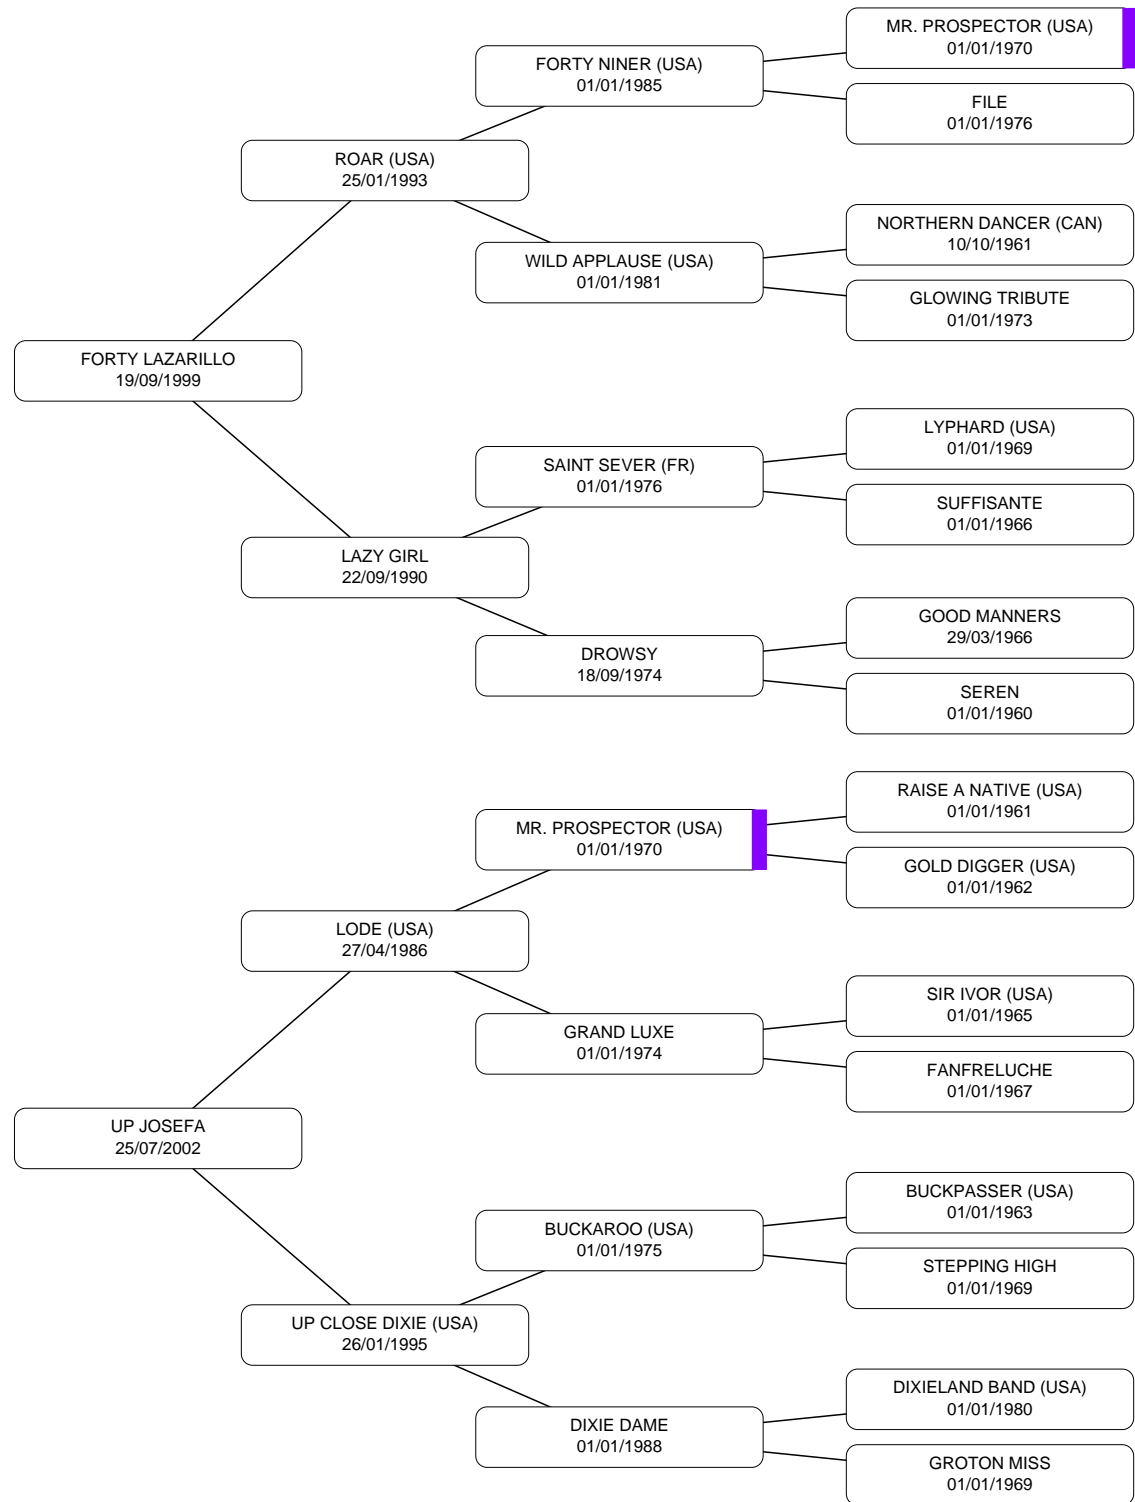 MR. PROSPECTOR (USA)
01/01/1970
FORTY NINER (USA)
01/01/1985
FILE
01/01/1976
ROAR (USA)
25/01/1993
NORTHERN DANCER (CAN)
10/10/1961
WILD APPLAUSE (USA)
01/01/1981
GLOWING TRIBUTE
01/01/1973
FORTY LAZARILLO
19/09/1999
LYPHARD (USA)
01/01/1969
SAINT SEVER (FR)
01/01/1976
SUFFISANTE
01/01/1966
LAZY GIRL
22/09/1990
GOOD MANNERS
29/03/1966
DROWSY
18/09/1974
SEREN
01/01/1960
RAISE A NATIVE (USA)
01/01/1961
MR. PROSPECTOR (USA)
01/01/1970
GOLD DIGGER (USA)
01/01/1962
LODE (USA)
27/04/1986
SIR IVOR (USA)
01/01/1965
GRAND LUXE
01/01/1974
FANFRELUCHE
01/01/1967
UP JOSEFA
25/07/2002
BUCKPASSER (USA)
01/01/1963
BUCKAROO (USA)
01/01/1975
STEPPING HIGH
01/01/1969
UP CLOSE DIXIE (USA)
26/01/1995
DIXIELAND BAND (USA)
01/01/1980
DIXIE DAME
01/01/1988
GROTON MISS
01/01/1969